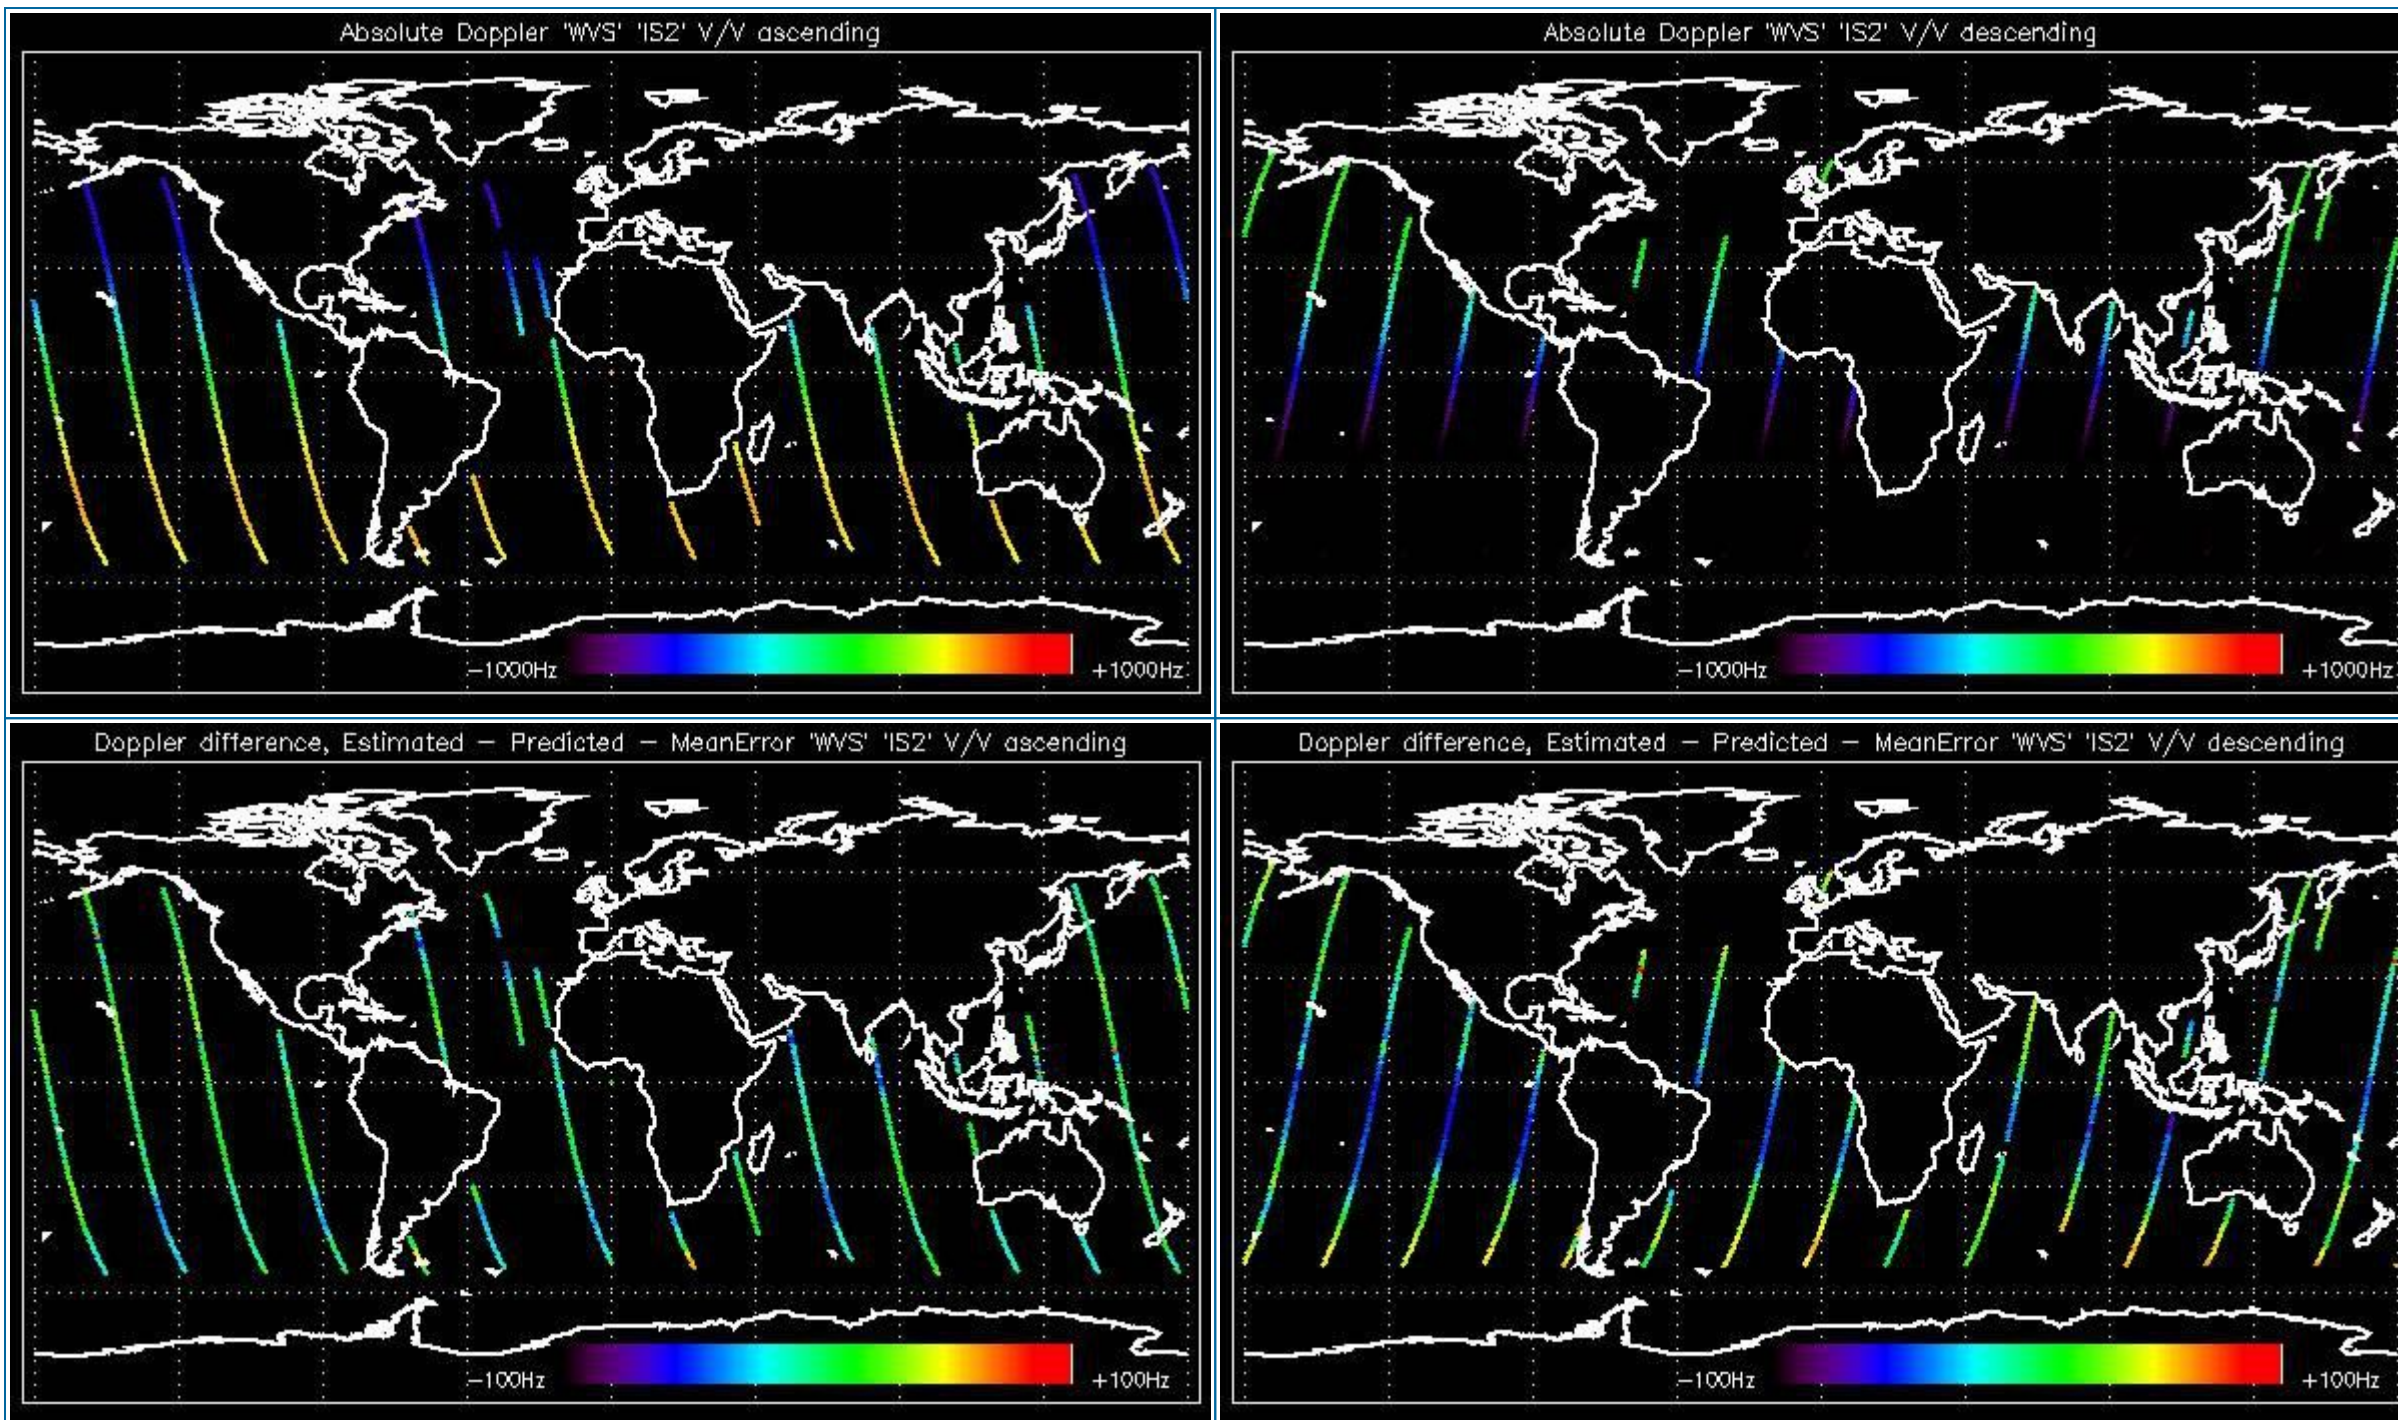 Absolute Doppler 'WVS' 'IS2' V/V ascending
-1000Hz
+1000Hz
Absolute Doppler 'WVS' 'IS2' V/V descending
-1000Hz
+1000Hz
Doppler difference, Estimated - Predicted - MeanError 'WVS' 'IS2' V/V ascending
-100Hz
+100Hz
Doppler difference, Estimated - Predicted - MeanError 'WVS' 'IS2' V/V descending
-100Hz
+100Hz